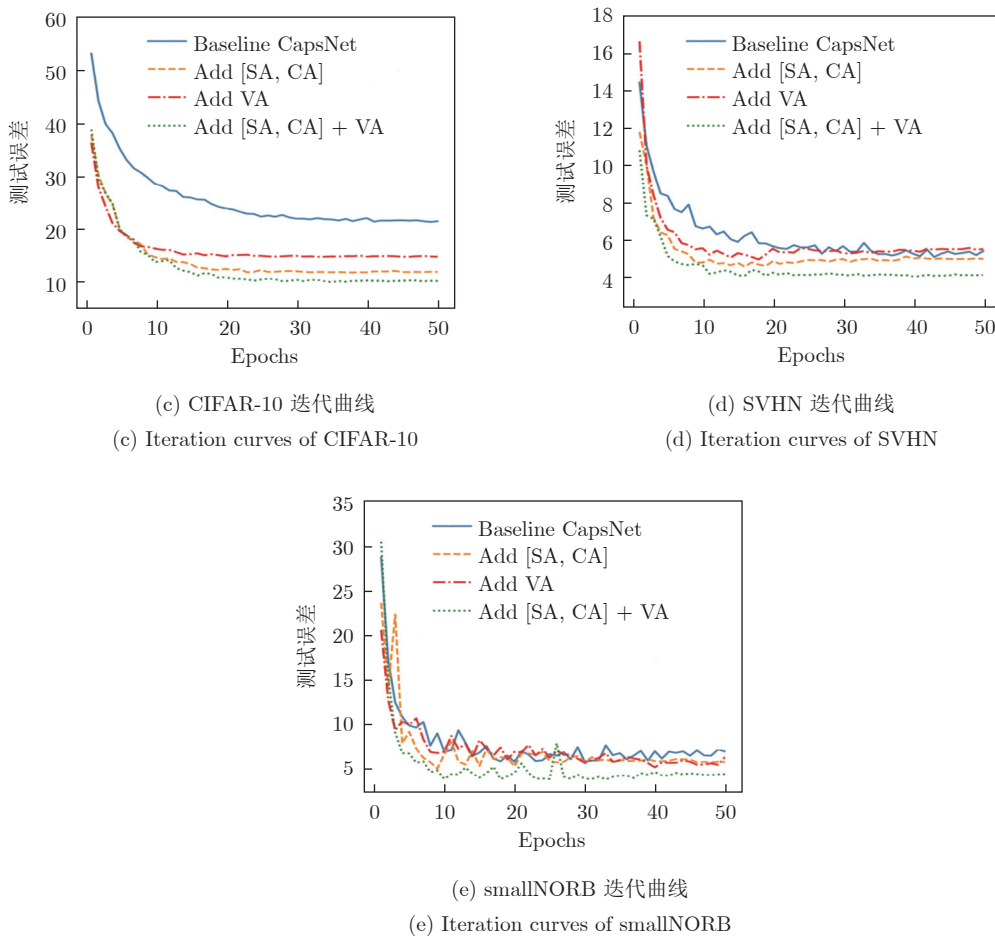 60
50
40
30
20
10
测试误差
Baseline CapsNet
Add [SA, CA]
Add VA
Add [SA, CA] + VA
0 10 20 30 40 50
Epochs
(c) CIFAR-10 迭代曲线
(c) Iteration curves of CIFAR-10
18
16
14
12
10
8
6
4
测试误差
Baseline CapsNet
Add [SA, CA]
Add VA
Add [SA, CA] + VA
0 10 20 30 40 50
Epochs
(d) SVHN 迭代曲线
(d) Iteration curves of SVHN
35
30
25
20
15
10
5
测试误差
Baseline CapsNet
Add [SA, CA]
Add VA
Add [SA, CA] + VA
0 10 20 30 40 50
Epochs
(e) smallNORB 迭代曲线
(e) Iteration curves of smallNORB